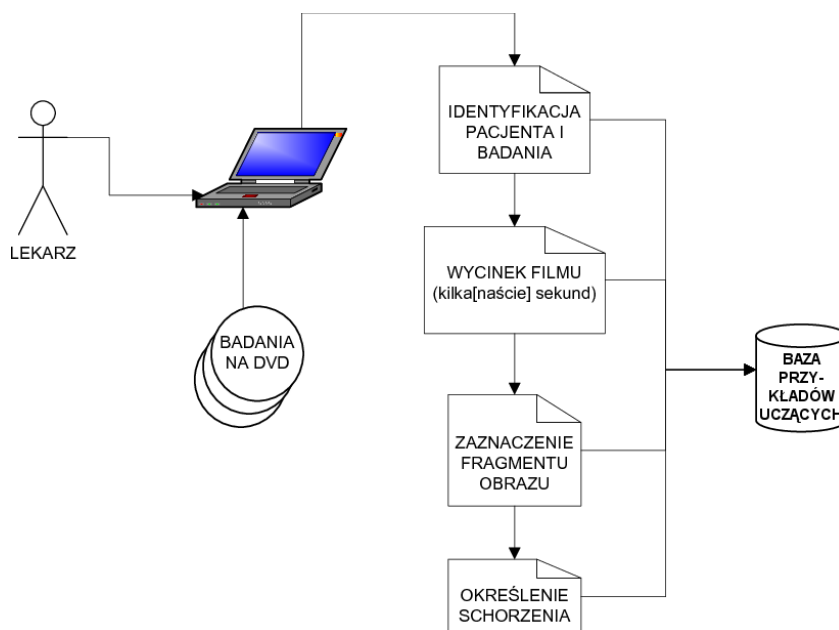 IDENTYFIKACJA
PACJENTA I
BADANIA
LEKARZ
WYCINEK FILMU
(kilka[naście] sekund)
BADANIA
NA DVD
BAZA
PRZY-
KŁADÓW
UCZĄCYCH
ZAZNACZENIE
FRAGMENTU
OBRAZU
OKREŚLENIE
SCHORZENIA